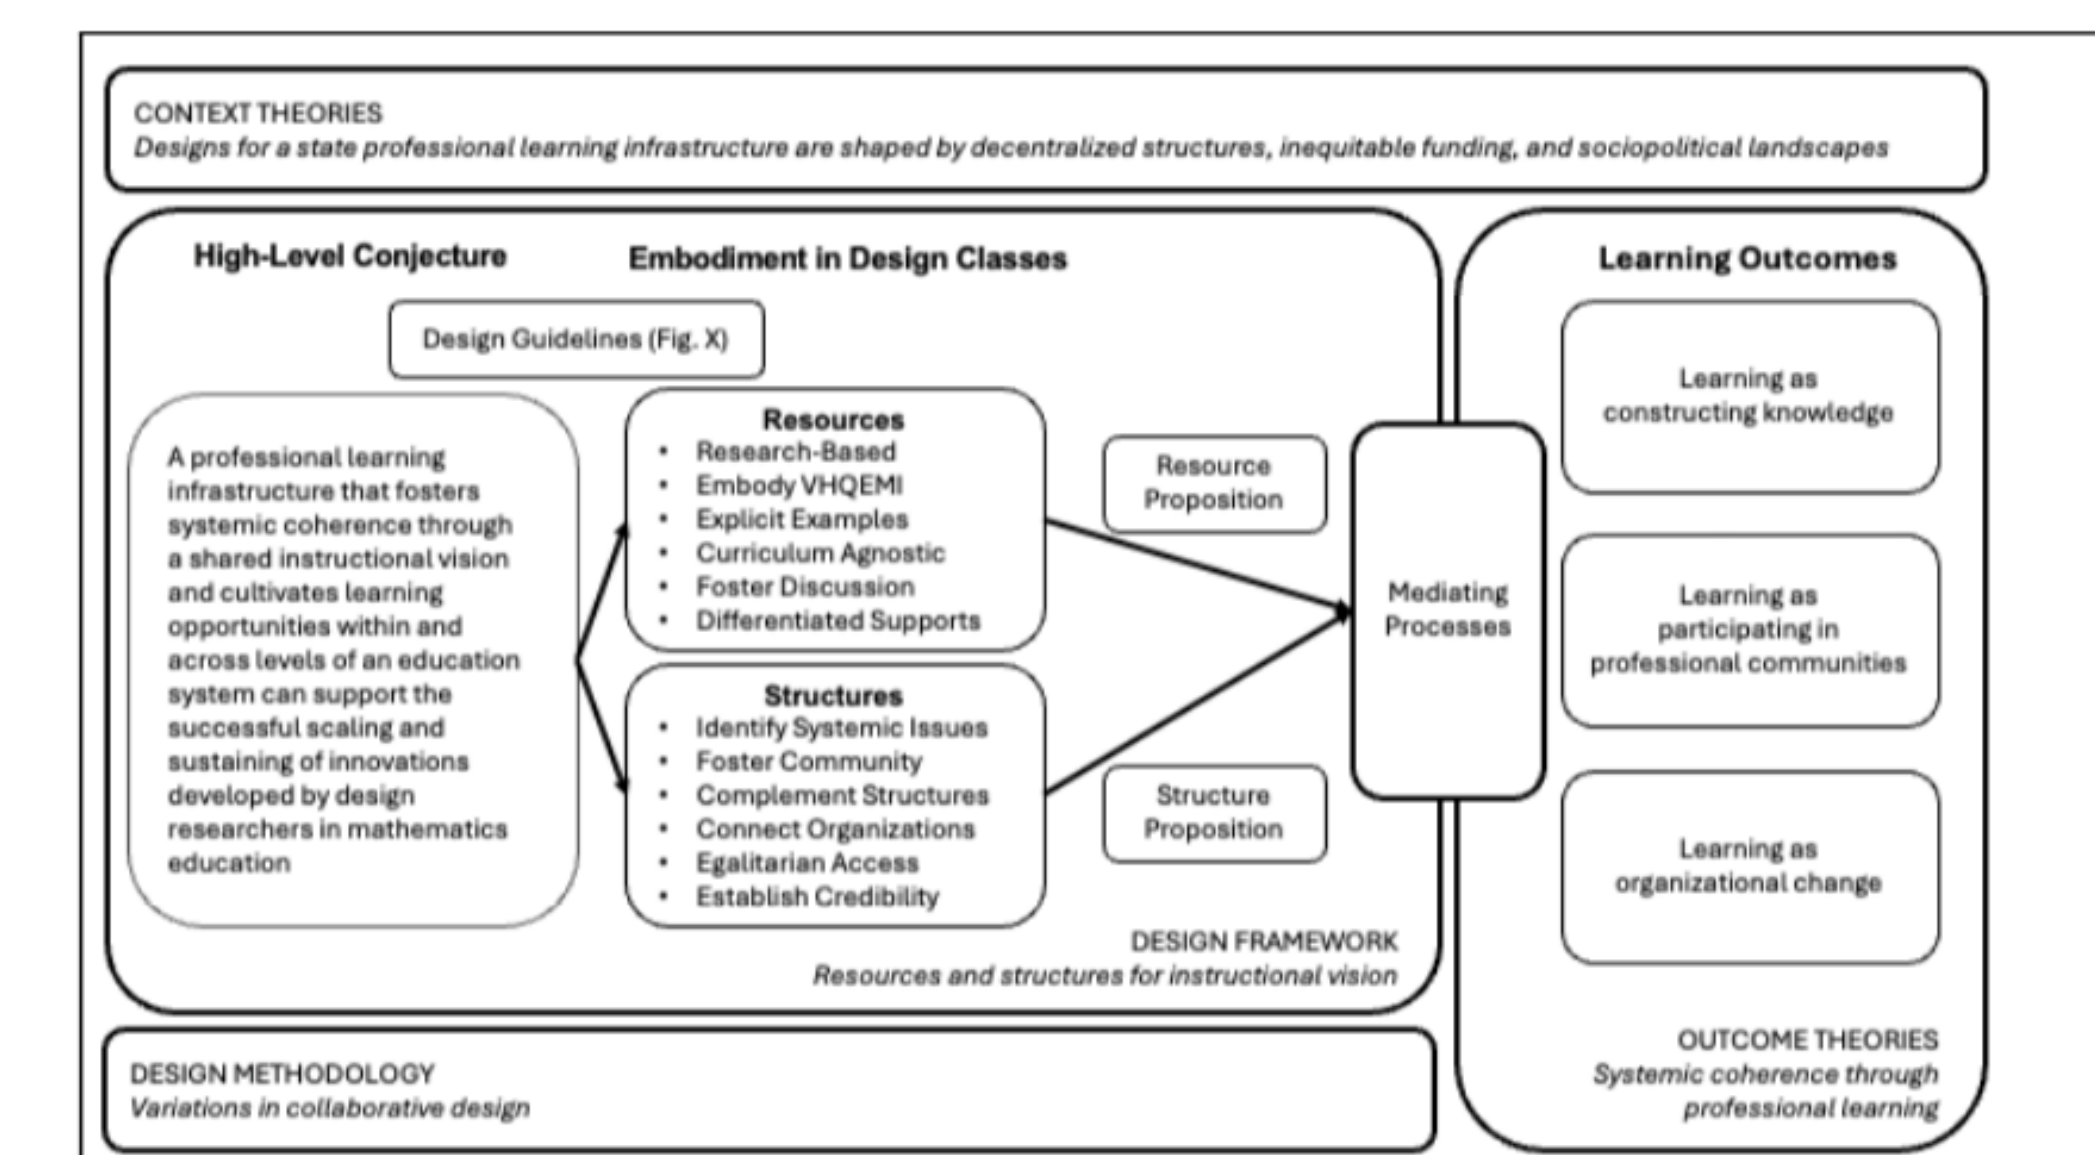 CONTEXT THEORIES
Designs for a state professional learning infrastructure are shaped by decentralized structures, inequitable funding, and sociopolitical landscapes
High-Level Conjecture
Embodiment in Design Classes
Design Guidelines (Fig. X)
A professional learning
infrastructure that fosters
systemic coherence through
a shared instructional vision
and cultivates learning
opportunities within and
across levels of an education
system can support the
successful scaling and
sustaining of innovations
developed by design
researchers in mathematics
education
Resources
• Research-Based
• Embody VHQEMI
• Explicit Examples
• Curriculum Agnostic
• Foster Discussion
• Differentiated Supports
Structures
• Identify Systemic Issues
• Foster Community
• Complement Structures
• Connect Organizations
• Egalitarian Access
• Establish Credibility
Resource
Proposition
Structure
Proposition
Mediating
Processes
DESIGN FRAMEWORK
Resources and structures for instructional vision
Learning Outcomes
Learning as
constructing knowledge
Learning as
participating in
professional communities
Learning as
organizational change
OUTCOME THEORIES
Systemic coherence through
professional learning
DESIGN METHODOLOGY
Variations in collaborative design